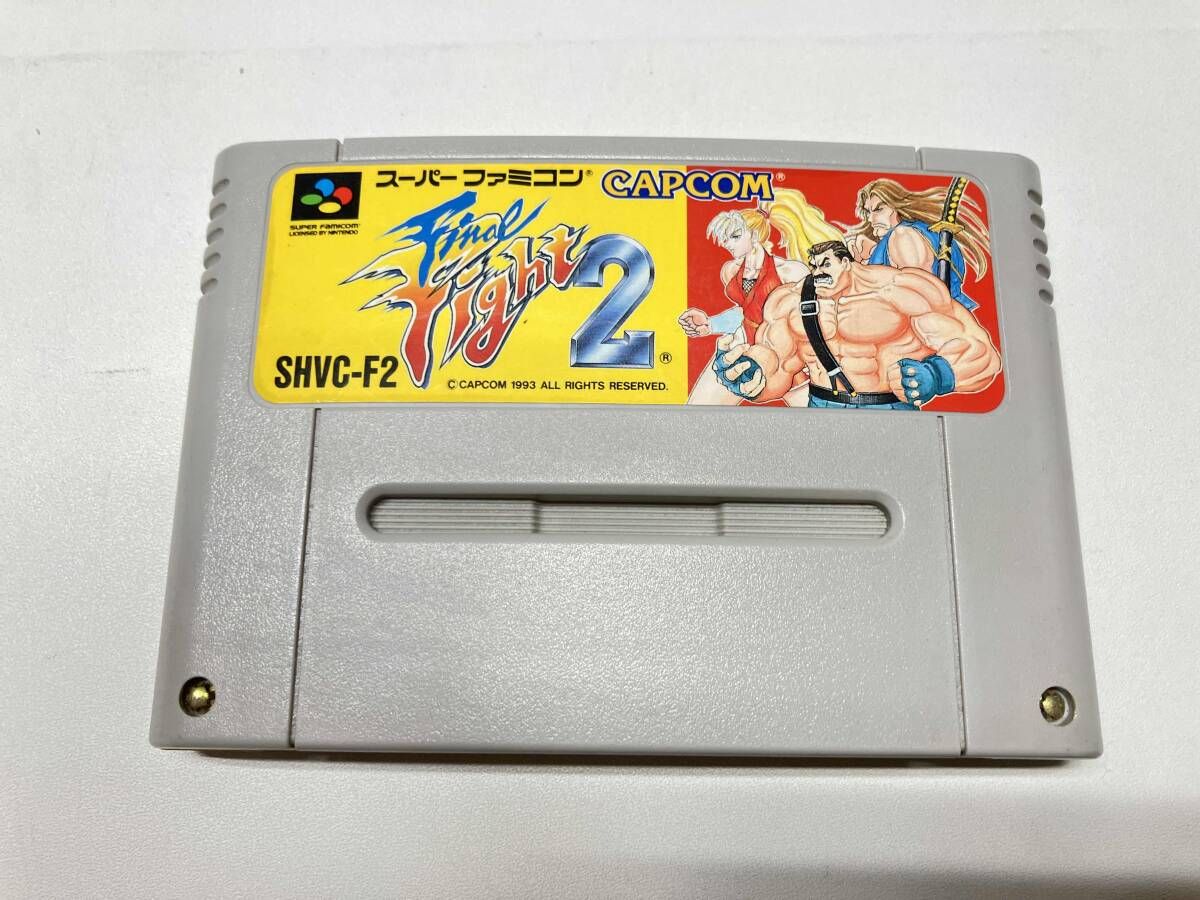 スーパーファミコン®
CAPCOM®
SUPER FAMICOM
LICENSED BY NINTENDO
Final
Fight 2®
SHVC-F2
© CAPCOM 1993 ALL RIGHTS RESERVED.